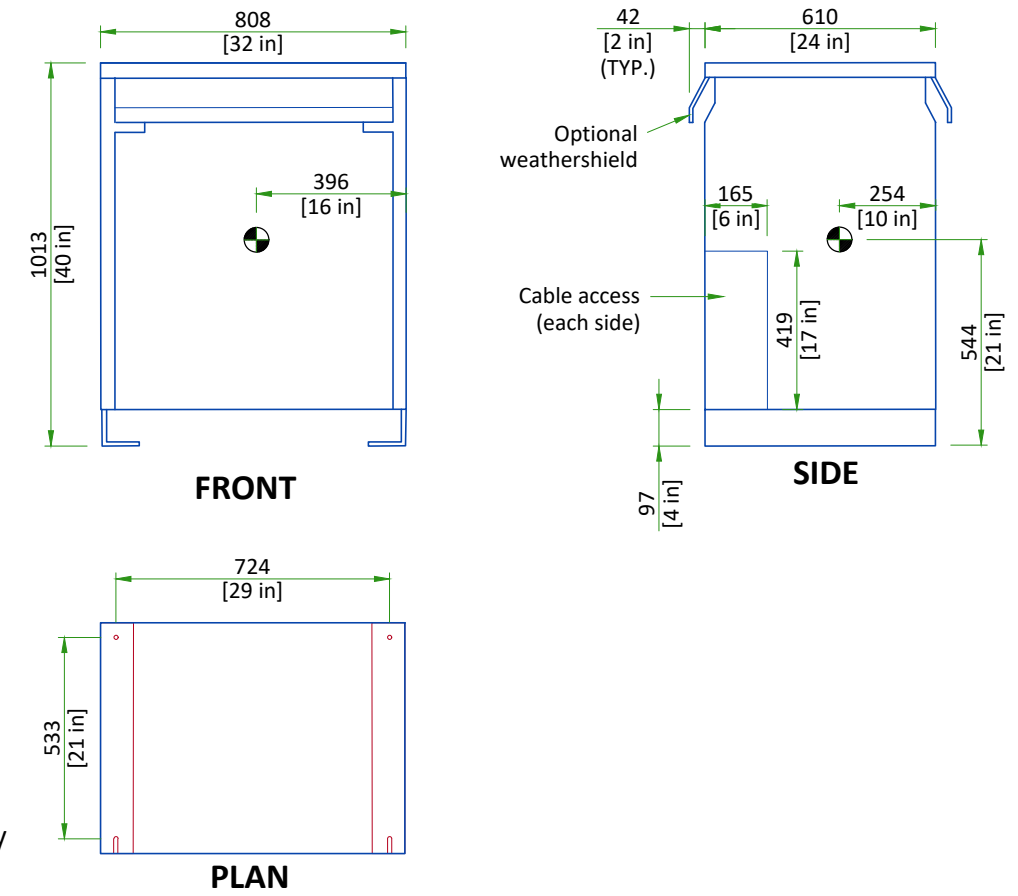 808
[32 in]
1013
[40 in]
396
[16 in]
FRONT
42
[2 in]
(TYP.)
610
[24 in]
Optional
weathershield
165
[6 in]
254
[10 in]
Cable access
(each side)
419
[17 in]
544
[21 in]
97
[4 in]
SIDE
724
[29 in]
533
[21 in]
PLAN